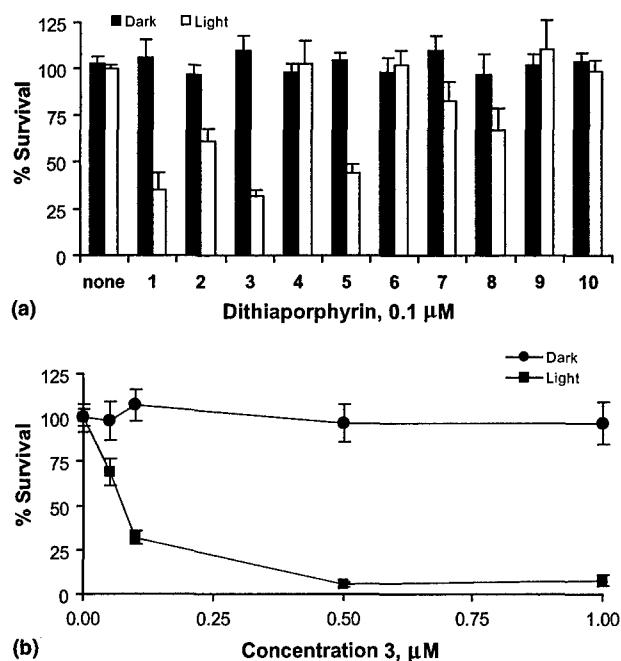 Dark Light
125
100
75
50
25
0
% Survival
none 1 2 3 4 5 6 7 8 9 10
(a) Dithiaporphyrin, 0.1 µM
Dark
Light
125
100
75
50
25
0
% Survival
0.00 0.25 0.50 0.75 1.00
(b) Concentration 3, µM